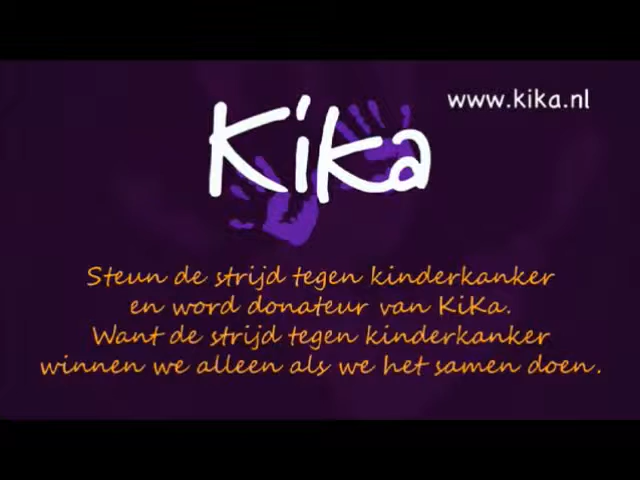 www.kika.nl
KiKa
Steun de strijd tegen kinderkanker
en word donateur van KiKa.
Want de strijd tegen kinderkanker
winnen we alleen als we het samen doen.